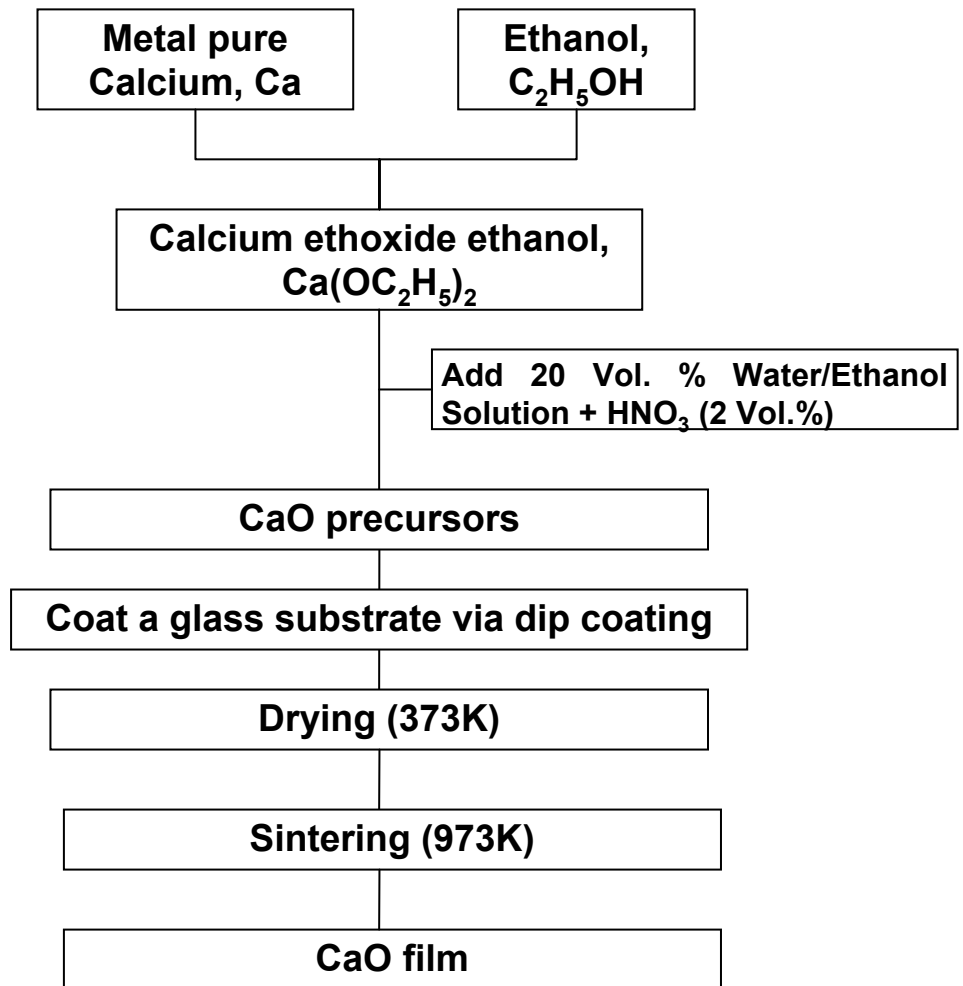 Metal pure
Calcium, Ca
Ethanol,
C₂H₅OH
Calcium ethoxide ethanol,
Ca(OC₂H₅)₂
Add 20 Vol. % Water/Ethanol
Solution + HNO₃ (2 Vol.%)
CaO precursors
Coat a glass substrate via dip coating
Drying (373K)
Sintering (973K)
CaO film